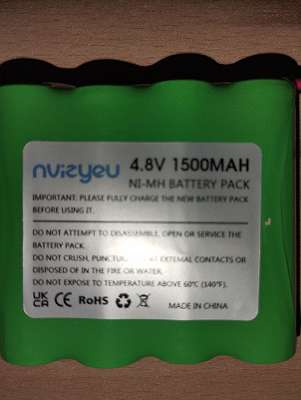 nvizyeu 4.8V 1500MAH
NI-MH BATTERY PACK
IMPORTANT: PLEASE FULLY CHARGE THE NEW BATTERY PACK
BEFORE USING IT
DO NOT ATTEMPT TO DISASSEMBLE, OPEN OR SERVICE
THE BATTERY
DO NOT CRUSH, EXTERNAL CONTACTS OR
DISPOSED OF IN THE FIRE OR WATER.
DO NOT EXPOSE TO TEMPERATURE ABOVE 60℃ (140℉).
UK
CA CE RoHS MADE IN CHINA